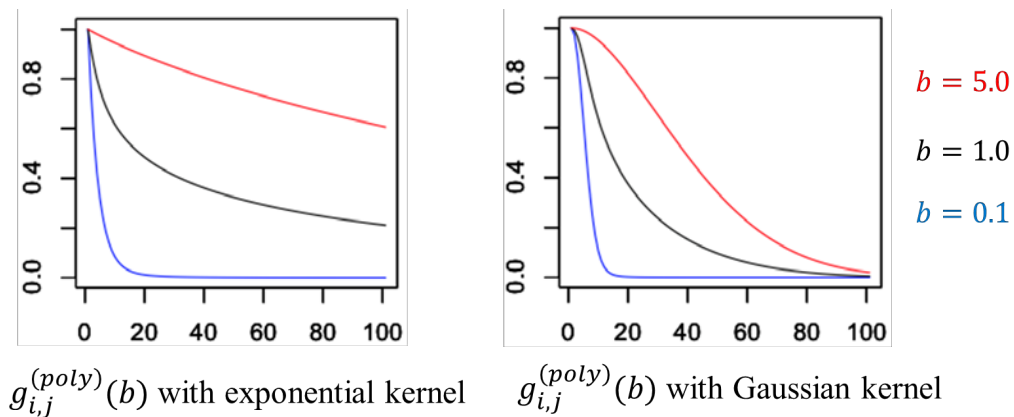 0.8
0.4
0.0
0 20 40 60 80 100
0.8
0.4
0.0
0 20 40 60 80 100
b = 5.0
b = 1.0
b = 0.1
g_{i,j}^{(poly)}(b) with exponential kernel
g_{i,j}^{(poly)}(b) with Gaussian kernel